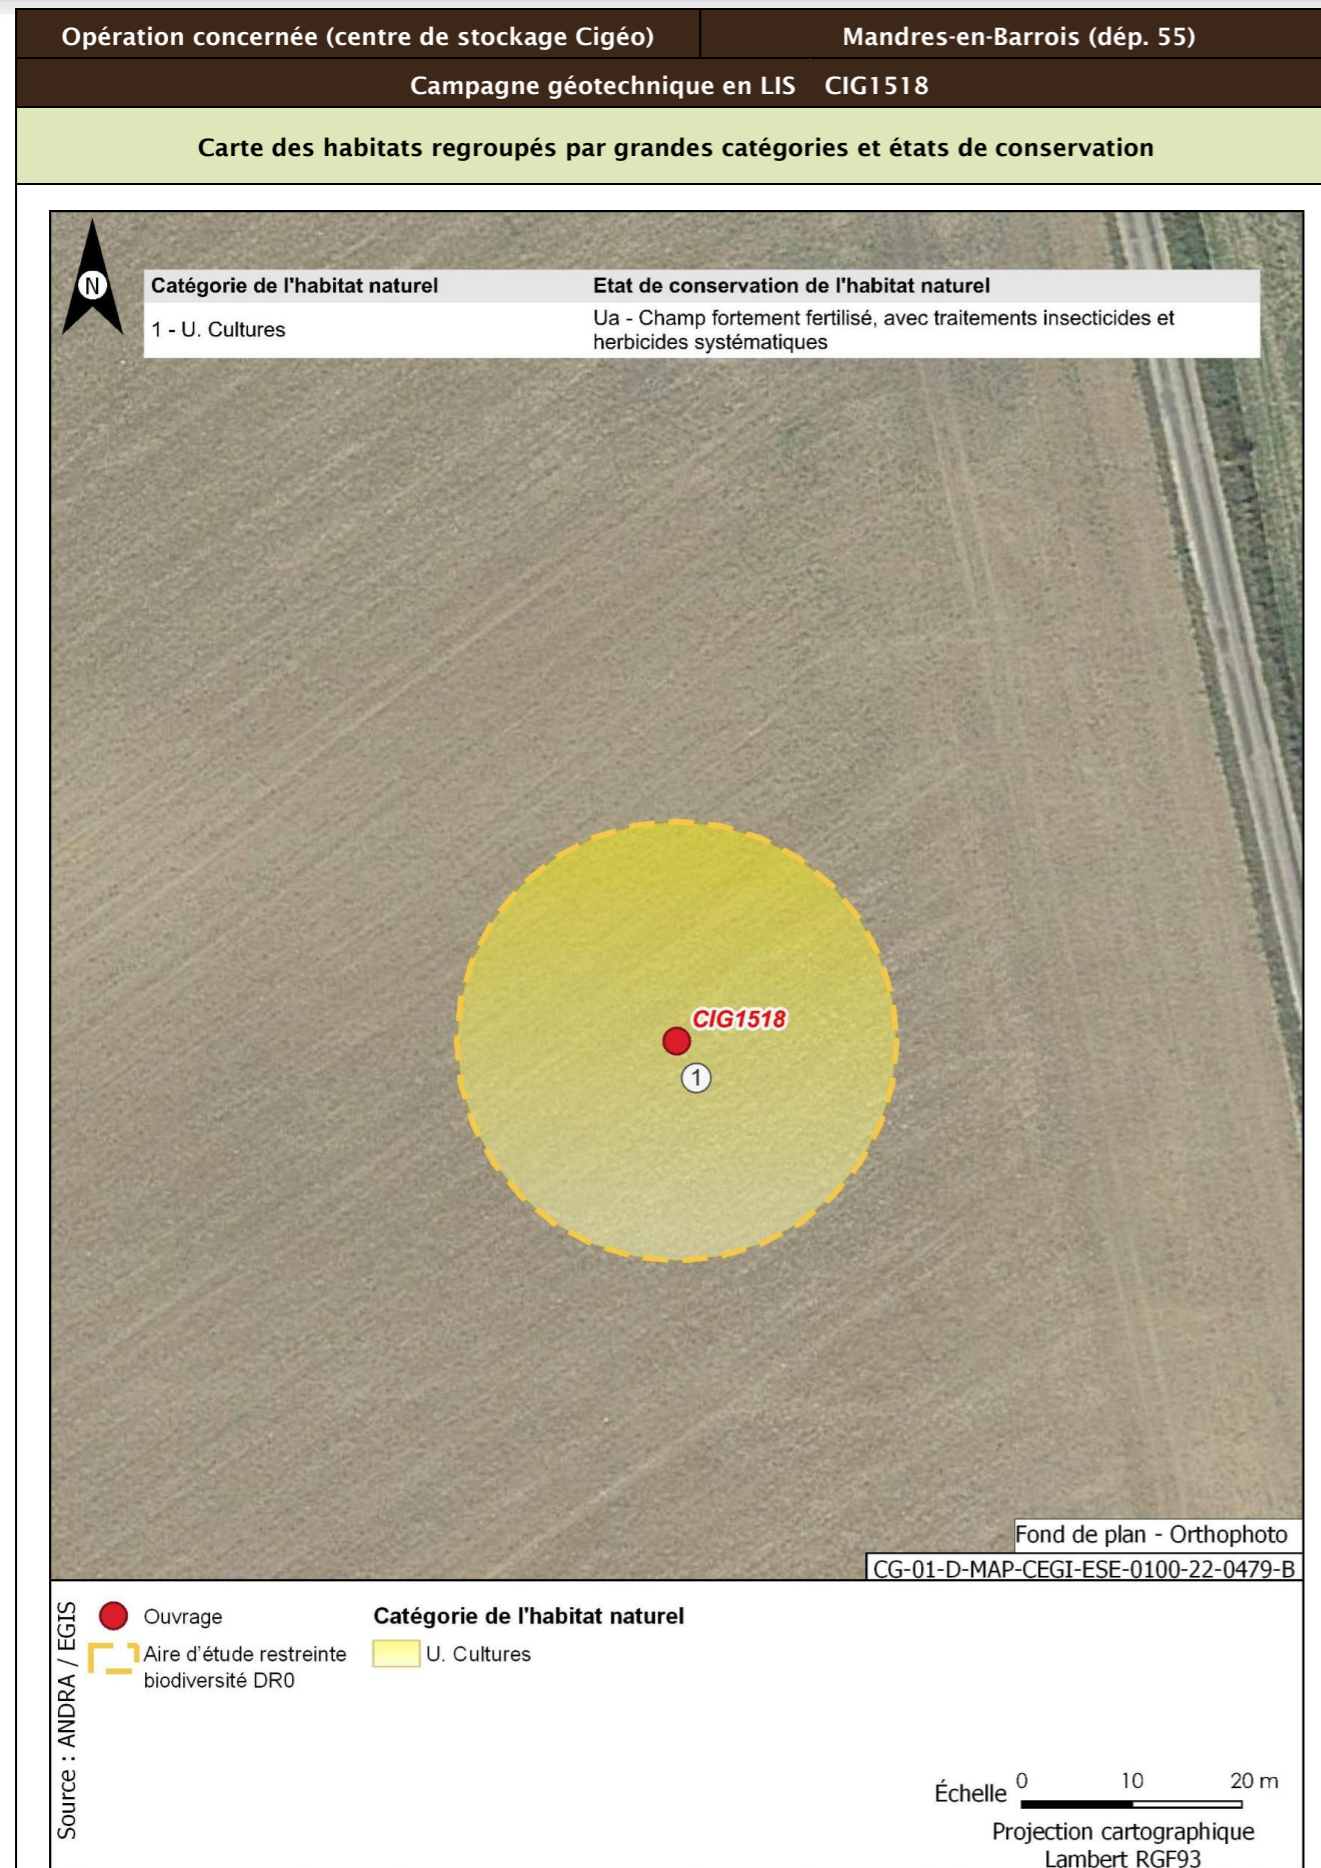 Opération concernée (centre de stockage Cigéo) Mandres-en-Barrois (dép. 55)
Campagne géotechnique en LIS CIG1518
Carte des habitats regroupés par grandes catégories et états de conservation
N
Catégorie de l'habitat naturel Etat de conservation de l'habitat naturel
1 - U. Cultures Ua - Champ fortement fertilisé, avec traitements insecticides et
herbicides systématiques
CIG1518
1
Fond de plan - Orthophoto
CG-01-D-MAP-CEGI-ESE-0100-22-0479-B
Source : ANDRA / EGIS
Ouvrage
Aire d'étude restreinte
biodiversité DR0
Catégorie de l'habitat naturel
U. Cultures
Échelle 0 10 20 m
Projection cartographique
Lambert RGF93